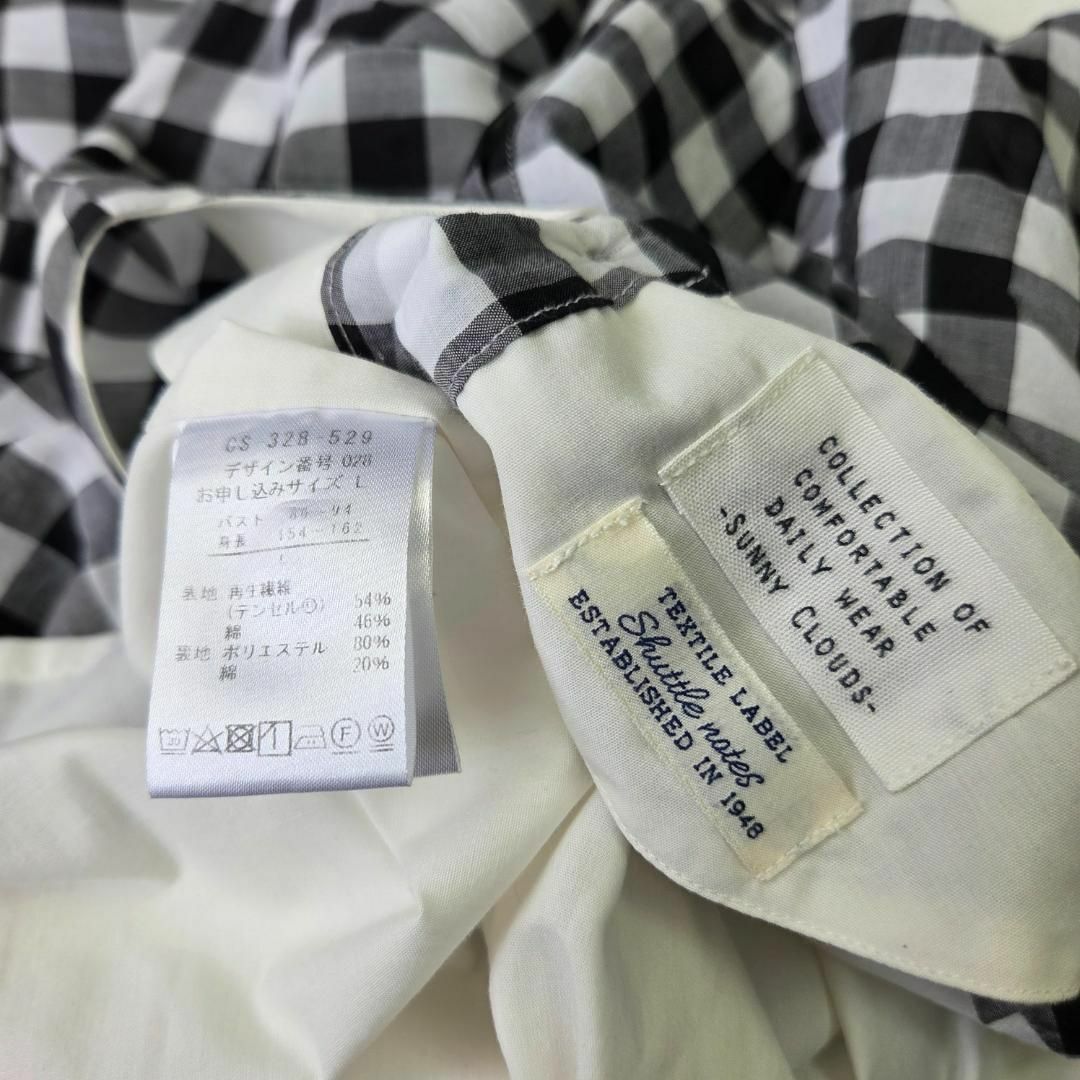 CS 328-529
デザイン番号 028
お申し込みサイズ L
バスト 86～94
身長 154～162
L
表地 再生繊維
(テンセル®) 54%
綿 46%
裏地 ポリエステル 80%
綿 20%
30
F
W
TEXTILE LABEL
Shuttle notes
ESTABLISHED IN 1948
COLLECTION OF
COMFORTABLE
DAILY WEAR
-SUNNY CLOUDS-